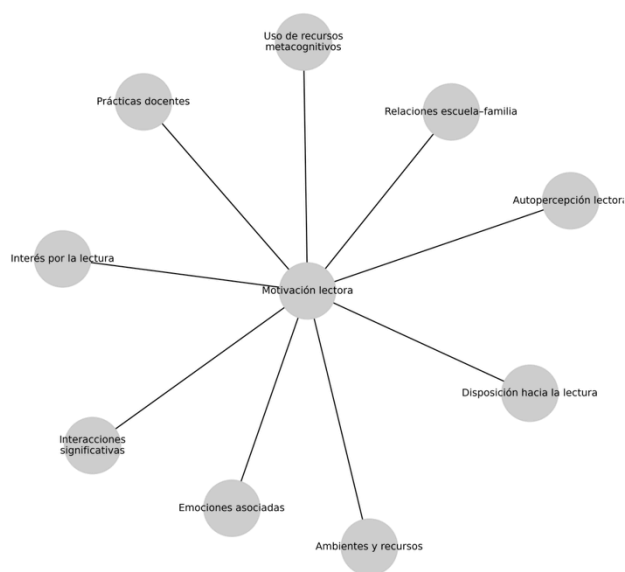 Uso de recursos
metacognitivos
Prácticas docentes
Relaciones escuela–familia
Autopercepción lectora
Interés por la lectura
Motivación lectora
Disposición hacia la lectura
Interacciones
significativas
Emociones asociadas
Ambientes y recursos